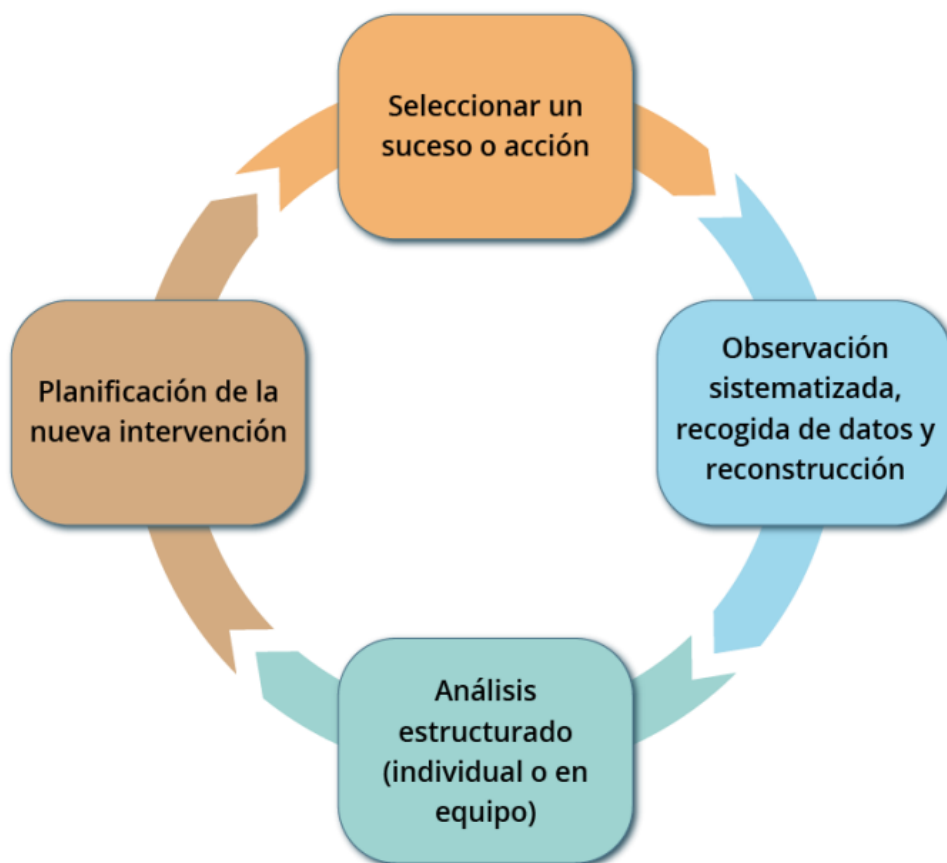 Seleccionar un
suceso o acción
Observación
sistematizada,
recogida de datos y
reconstrucción
Análisis
estructurado
(individual o en
equipo)
Planificación de la
nueva intervención